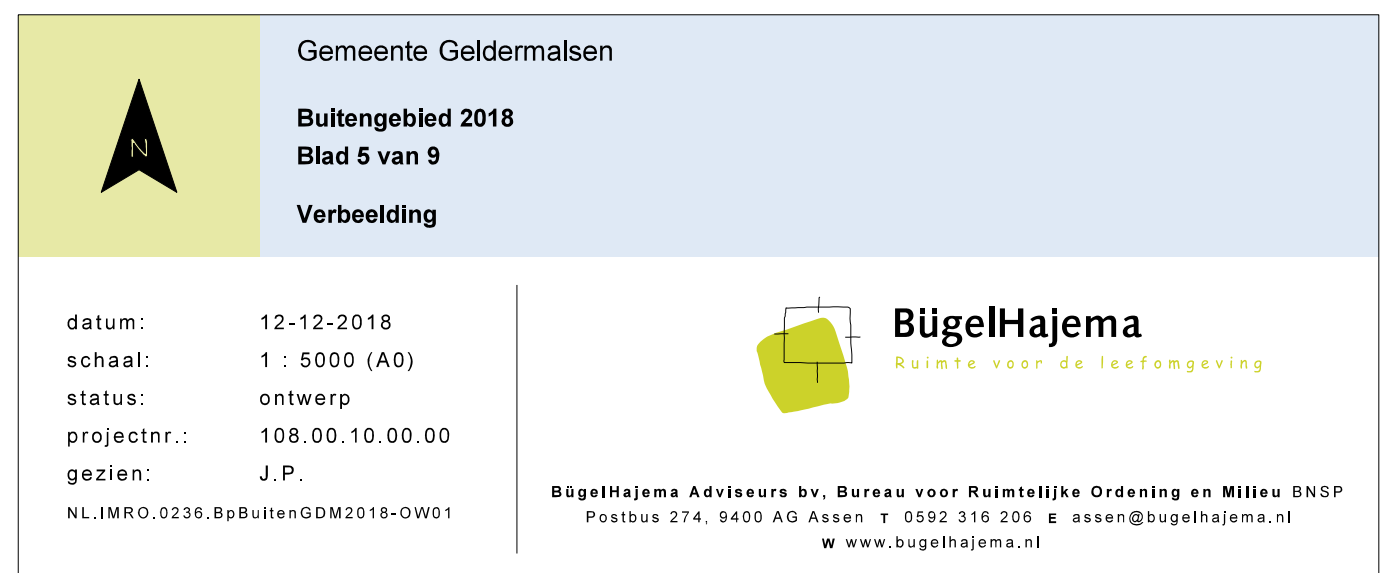 N
Gemeente Geldermalsen
Buitengebied 2018
Blad 5 van 9
Verbeelding
datum: 12-12-2018
schaal: 1 : 5000 (A0)
status: ontwerp
projectnr.: 108.00.10.00.00
gezien: J.P.
NL.IMRO.0236.BpBuitenGDM2018-OW01
BügelHajema
Ruimte voor de leefomgeving
BügelHajema Adviseurs bv, Bureau voor Ruimtelijke Ordening en Milieu BNSP
Postbus 274, 9400 AG Assen T 0592 316 206 E assen@bugelhajema.nl
W www.bugelhajema.nl